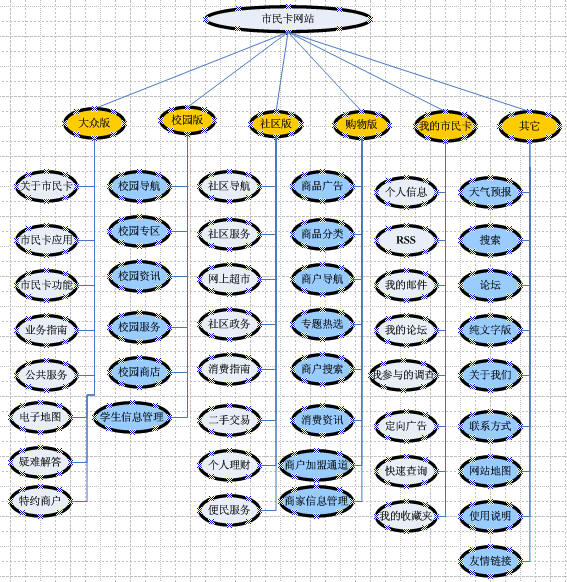 市民卡网站
大众版
校园版
社区版
购物版
我的市民卡
其它
关于市民卡
市民卡应用
市民卡功能
业务指南
公共服务
电子地图
疑难解答
特约商户
校园导航
校园专区
校园资讯
校园服务
校园商店
学生信息管理
社区导航
社区服务
网上超市
社区政务
消费指南
二手交易
个人理财
便民服务
商品广告
商品分类
商户导航
专题热选
商户搜索
消费资讯
商户加盟通道
商家信息管理
个人信息
RSS
我的邮件
我的论坛
我参与的调查
定向广告
快速查询
我的收藏夹
天气预报
搜索
论坛
纯文字版
关于我们
联系方式
网站地图
使用说明
友情链接